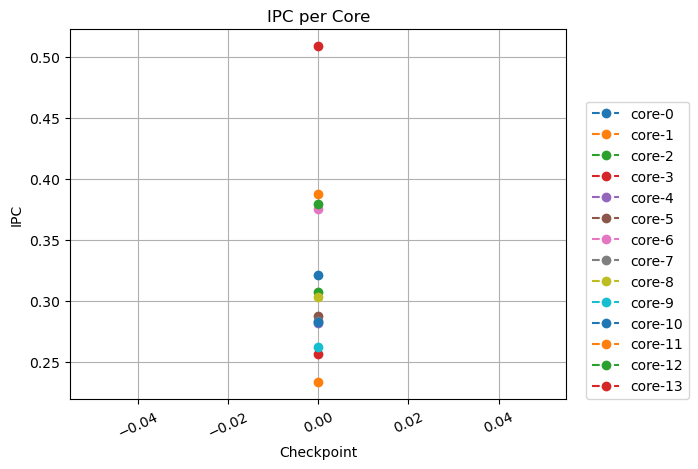 IPC per Core
0.50
0.45
0.40
0.35
0.30
0.25
IPC
−0.04
−0.02
0.00
0.02
0.04
Checkpoint
core-0
core-1
core-2
core-3
core-4
core-5
core-6
core-7
core-8
core-9
core-10
core-11
core-12
core-13